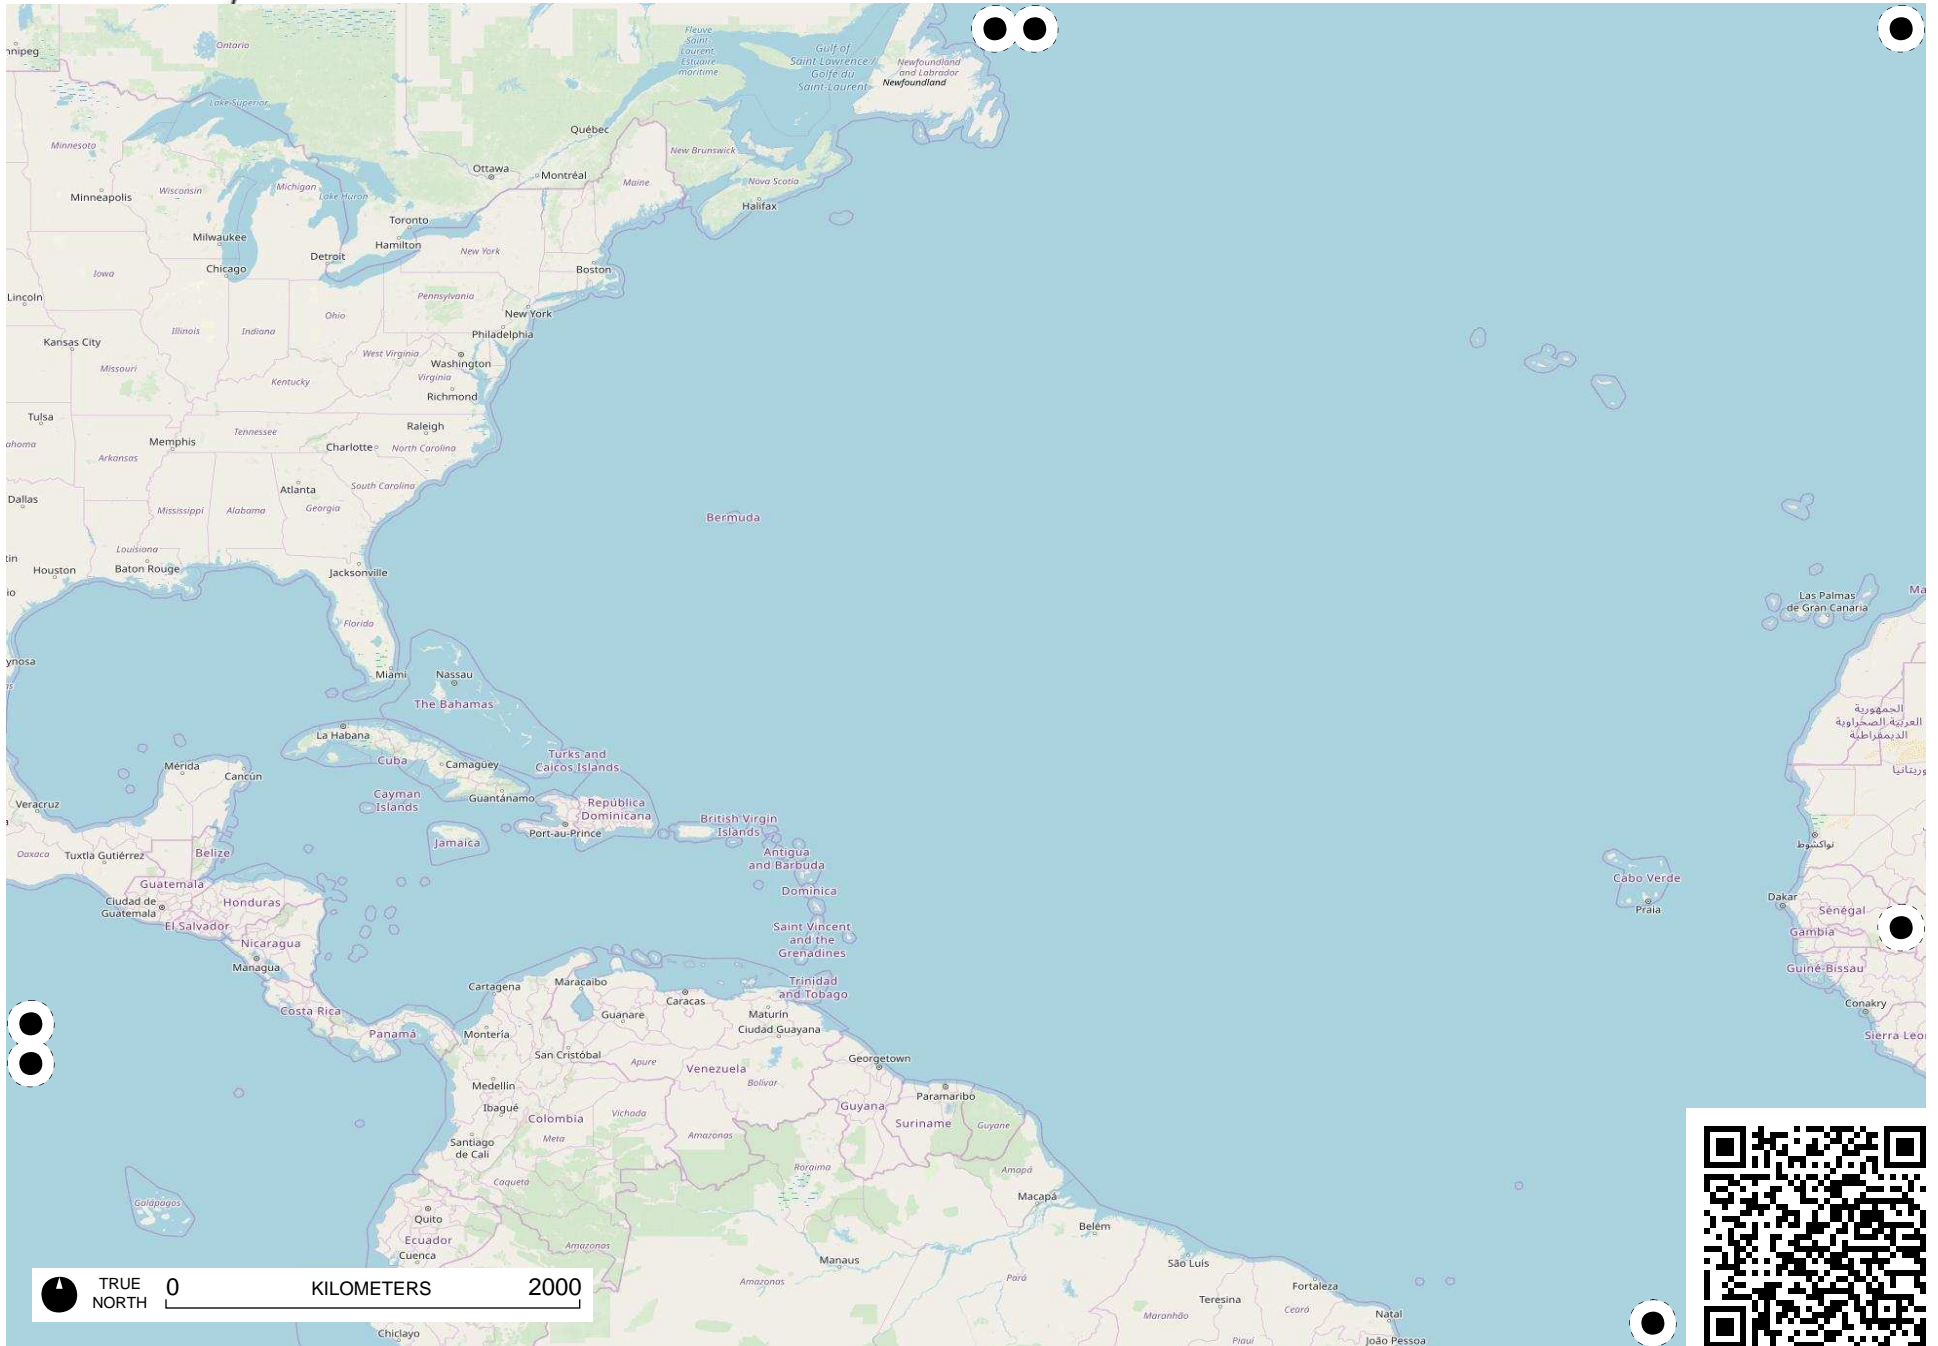 Ontario
Fleuve
Saint-
Laurent,
Estuaire
maritime
Gulf of
Saint Lawrence /
Golfe du
Saint-Laurent
Newfoundland
and Labrador
Newfoundland
Lake Superior
Québec
Minnesota
New Brunswick
Ottawa
Montréal
Maine
Nova Scotia
Minneapolis
Wisconsin
Michigan
Lake Huron
Halifax
Toronto
Milwaukee
Hamilton
New York
Detroit
Chicago
Boston
Iowa
Lincoln
Pennsylvania
New York
Ohio
Illinois
Indiana
Philadelphia
Kansas City
West Virginia
Washington
Missouri
Kentucky
Virginia
Richmond
Tulsa
Raleigh
Tennessee
Memphis
Charlotte
North Carolina
ahoma
Arkansas
Atlanta
South Carolina
Dallas
Mississippi
Alabama
Georgia
Bermuda
Louisiana
tin
Houston
Baton Rouge
Jacksonville
io
Las Palmas
de Gran Canaria
Ma
Florida
ynosa
Miami
Nassau
The Bahamas
الجمهورية
العربية الصحراوية
الديمقراطية
La Habana
Turks and
Caicos Islands
Cuba
Camagüey
Mérida
Cancún
وريتانيا
Cayman
Islands
Guantánamo
Veracruz
República
Dominicana
British Virgin
Islands
Port-au-Prince
Jamaica
نواكشوط
Oaxaca
Tuxtla Gutiérrez
Belize
Antigua
and Barbuda
Guatemala
Cabo Verde
Dominica
Ciudad de
Guatemala
Honduras
Dakar
Praia
Sénégal
El Salvador
Saint Vincent
and the
Grenadines
Gambia
Nicaragua
Managua
Guiné-Bissau
Cartagena
Maracaibo
Trinidad
and Tobago
Caracas
Conakry
Costa Rica
Guanare
Maturín
Ciudad Guayana
Panamá
Montería
Sierra Leo
San Cristóbal
Apure
Georgetown
Venezuela
Bolívar
Medellín
Paramaribo
Ibagué
Guyana
Colombia
Vichada
Suriname
Guyane
Meta
Amazonas
Santiago
de Cali
Roraima
Amapá
Caquetá
Galápagos
Macapá
Quito
Belém
Ecuador
Amazonas
Cuenca
Manaus
São Luís
Amazonas
Pará
Fortaleza
TRUE
NORTH
0 KILOMETERS 2000
Teresina
Maranhão
Ceará
Natal
Chiclayo
Piauí
João Pessoa